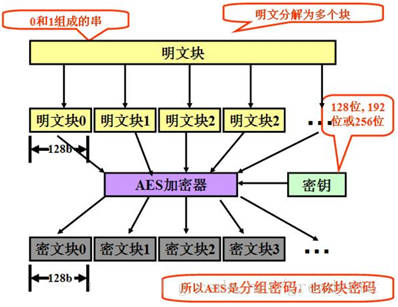 0和1组成的串
明文分解为多个块
明文块
明文块0 明文块1 明文块2 明文块2 ...
128位, 192
位或256位
128b
AES加密器
密钥
密文块0 密文块1 密文块2 密文块3 ...
128b
所以AES是分组密码，也称块密码